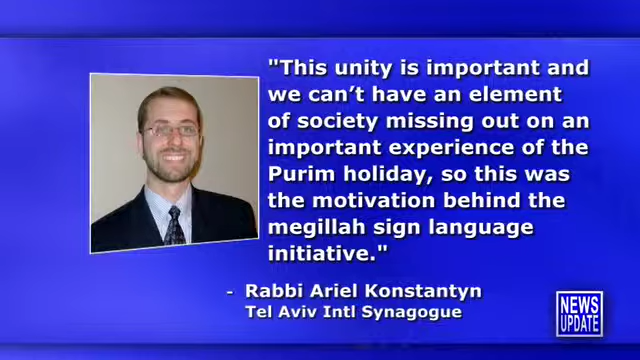 "This unity is important and
we can’t have an element
of society missing out on an
important experience of the
Purim holiday, so this was
the motivation behind the
megillah sign language
initiative."
- Rabbi Ariel Konstantyn
Tel Aviv Intl Synagogue
NEWS
UPDATE